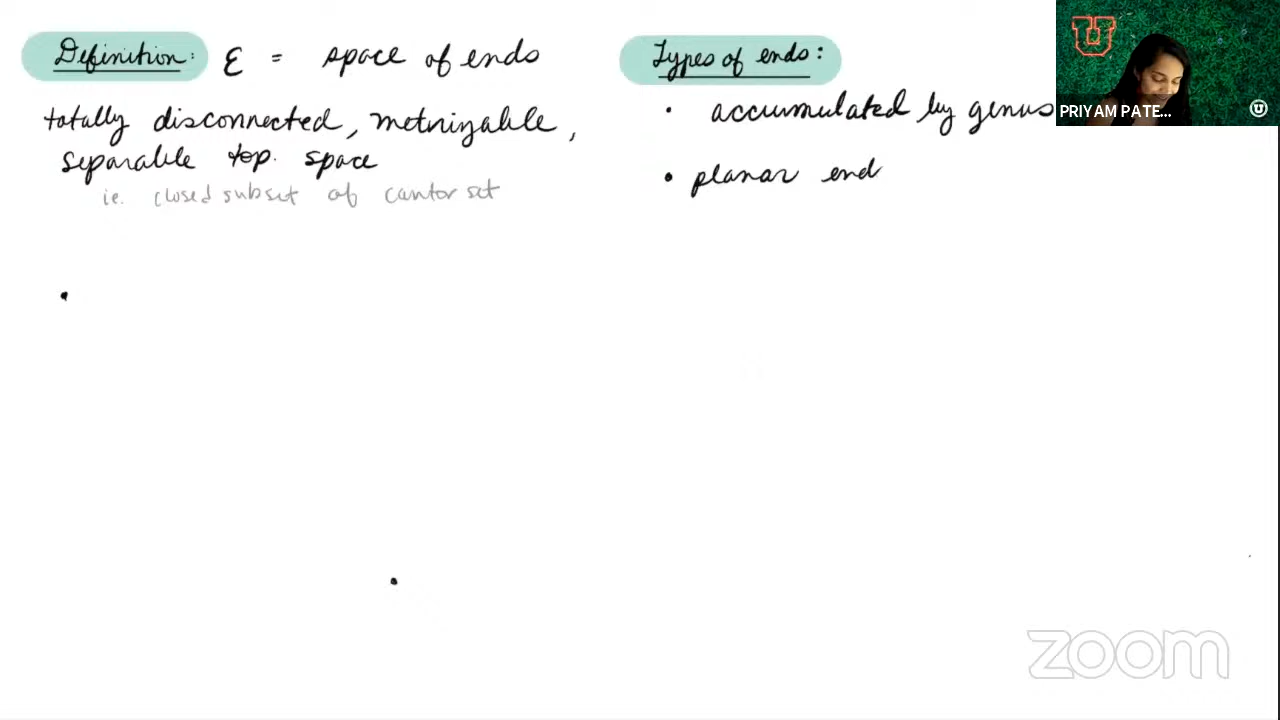 Definition: Ɛ = space of ends
totally disconnected, metrizable,
separable top. space
ie. closed subset of cantor set
Types of ends:
• accumulated by genus
• planar end
PRIYAM PATE...
zoom